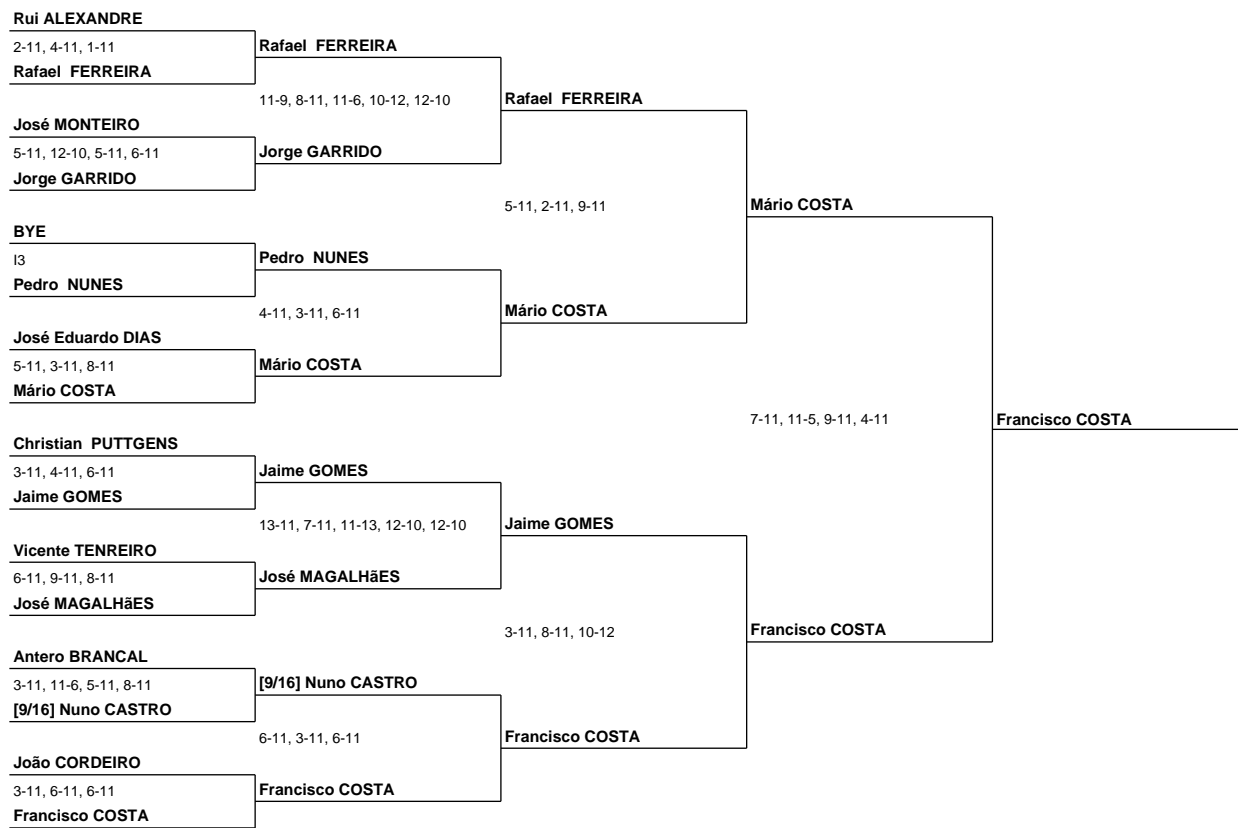 Rui ALEXANDRE
2-11, 4-11, 1-11
Rafael  FERREIRA
Rafael  FERREIRA
11-9, 8-11, 11-6, 10-12, 12-10
Rafael  FERREIRA
José MONTEIRO
5-11, 12-10, 5-11, 6-11
Jorge GARRIDO
Jorge GARRIDO
5-11, 2-11, 9-11
Mário COSTA
BYE
I3
Pedro  NUNES
Pedro  NUNES
4-11, 3-11, 6-11
Mário COSTA
José Eduardo DIAS
5-11, 3-11, 8-11
Mário COSTA
Mário COSTA
7-11, 11-5, 9-11, 4-11
Francisco COSTA
Christian  PUTTGENS
3-11, 4-11, 6-11
Jaime GOMES
Jaime GOMES
13-11, 7-11, 11-13, 12-10, 12-10
Jaime GOMES
Vicente TENREIRO
6-11, 9-11, 8-11
José MAGALHãES
José MAGALHãES
3-11, 8-11, 10-12
Francisco COSTA
Antero BRANCAL
3-11, 11-6, 5-11, 8-11
[9/16] Nuno CASTRO
[9/16] Nuno CASTRO
6-11, 3-11, 6-11
Francisco COSTA
João CORDEIRO
3-11, 6-11, 6-11
Francisco COSTA
Francisco COSTA